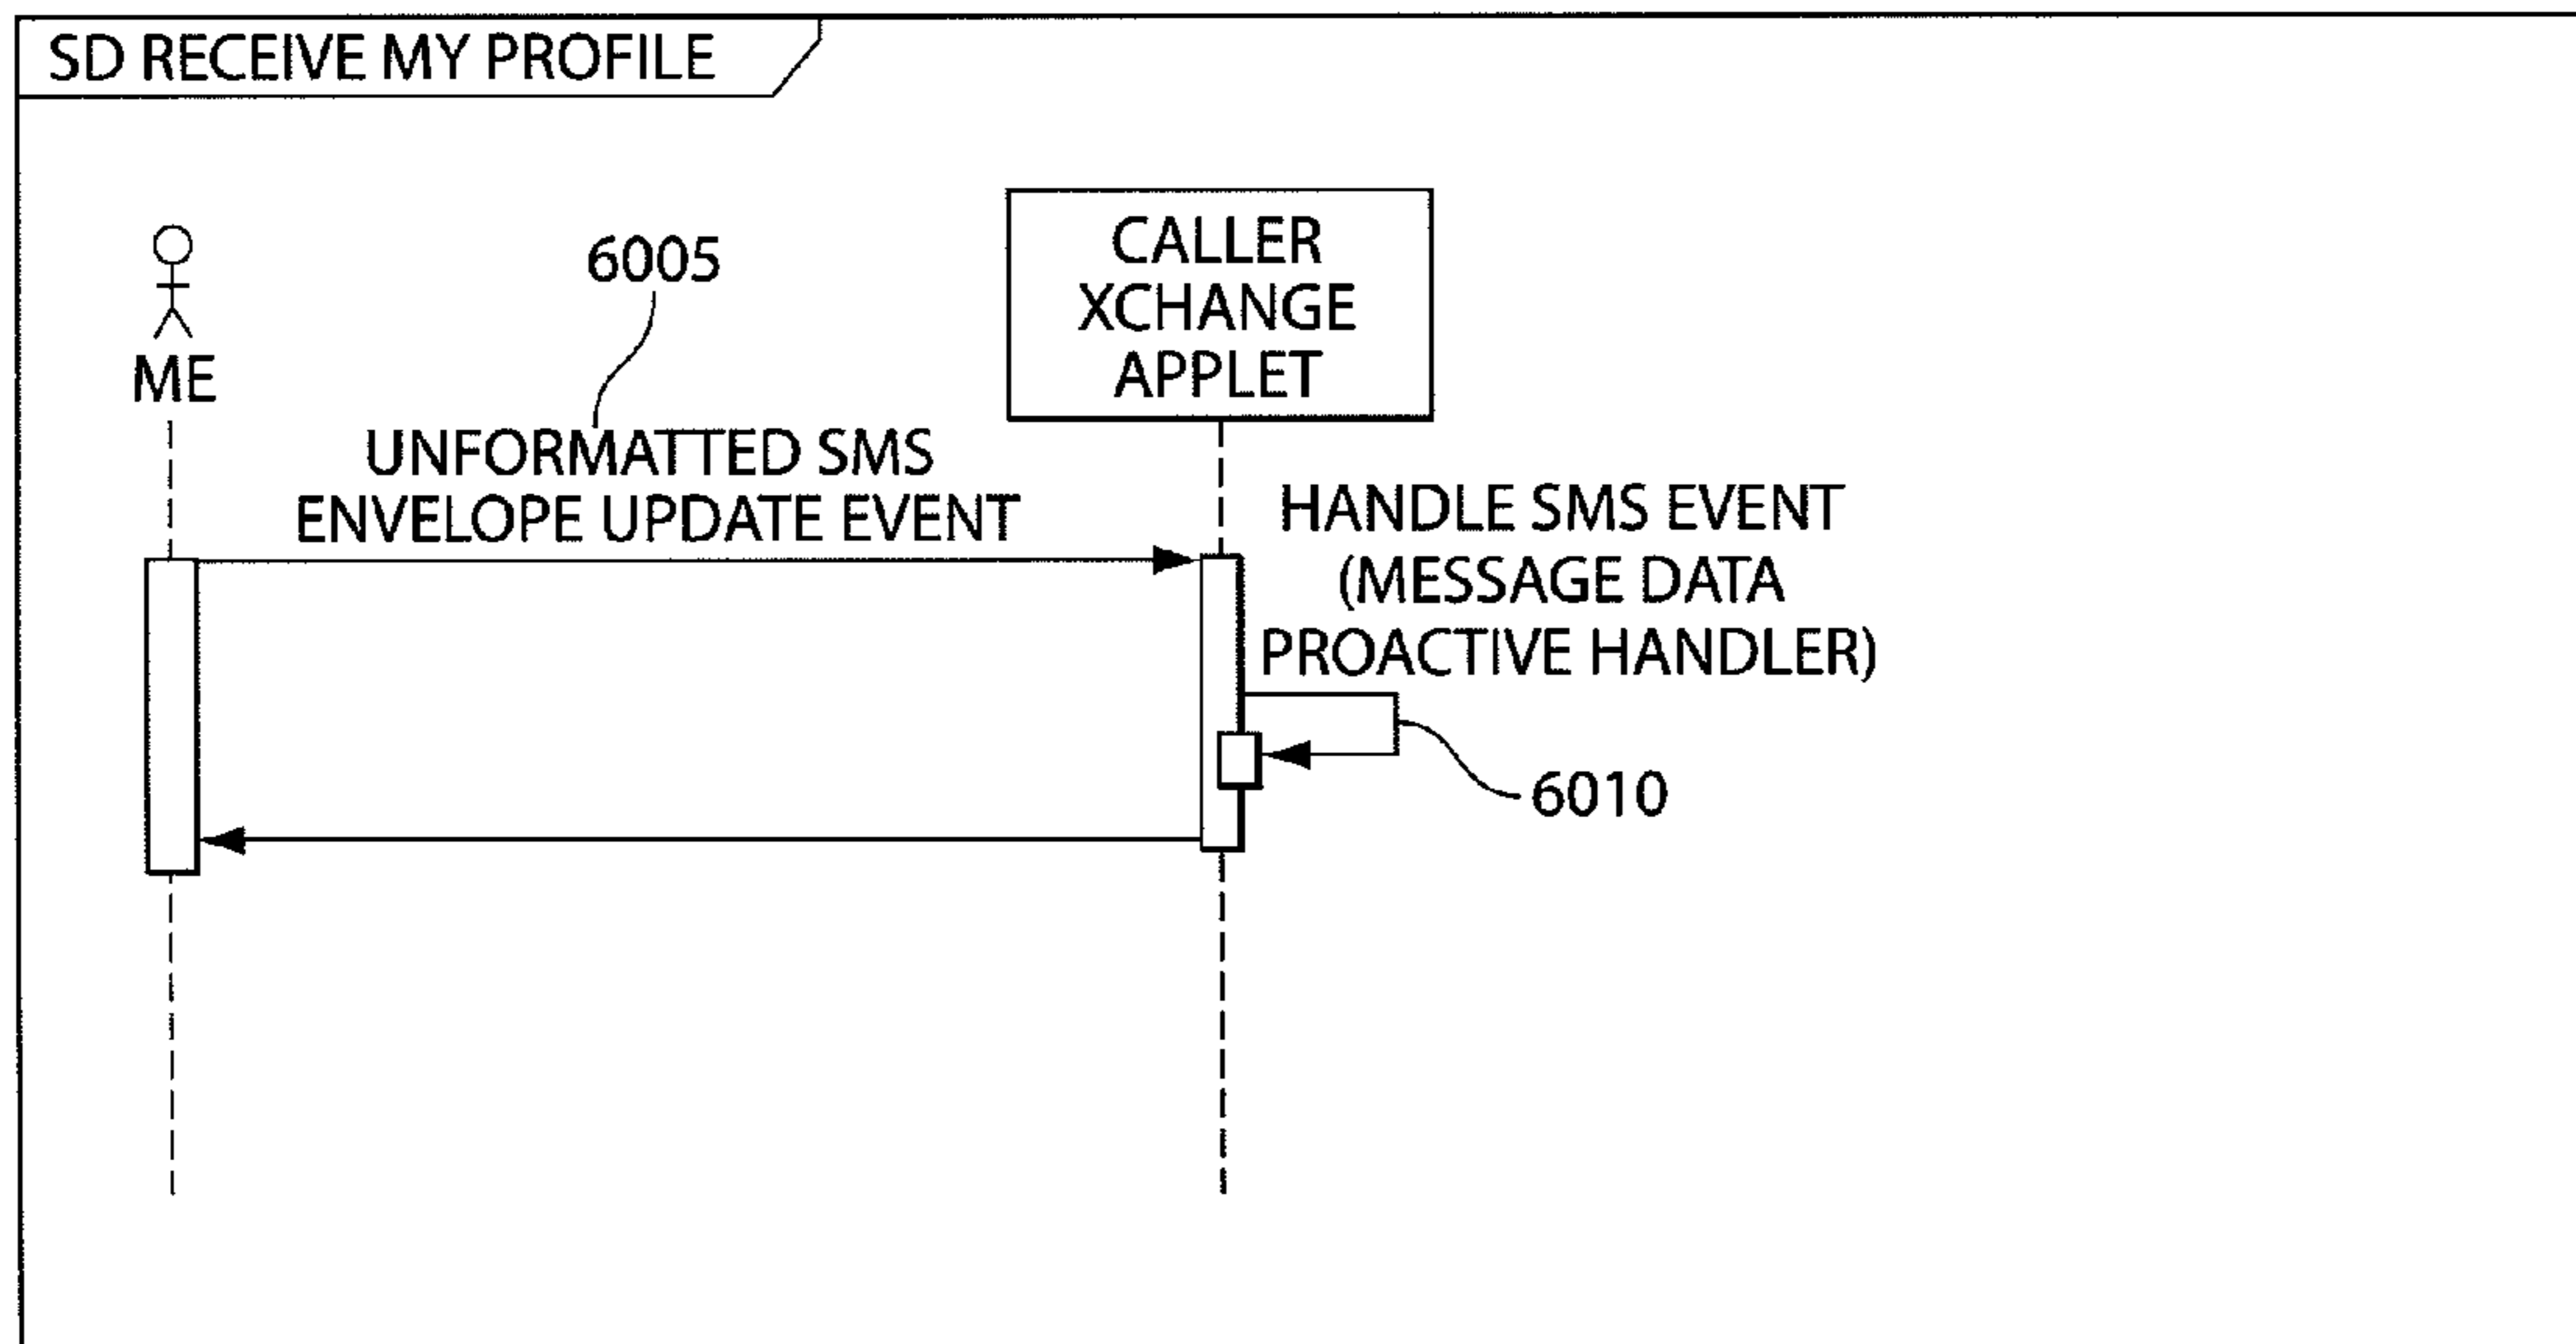 SD RECEIVE MY PROFILE
CALLER
XCHANGE
APPLET
6005
ME
UNFORMATTED SMS
ENVELOPE UPDATE EVENT
HANDLE SMS EVENT
(MESSAGE DATA
PROACTIVE HANDLER)
6010